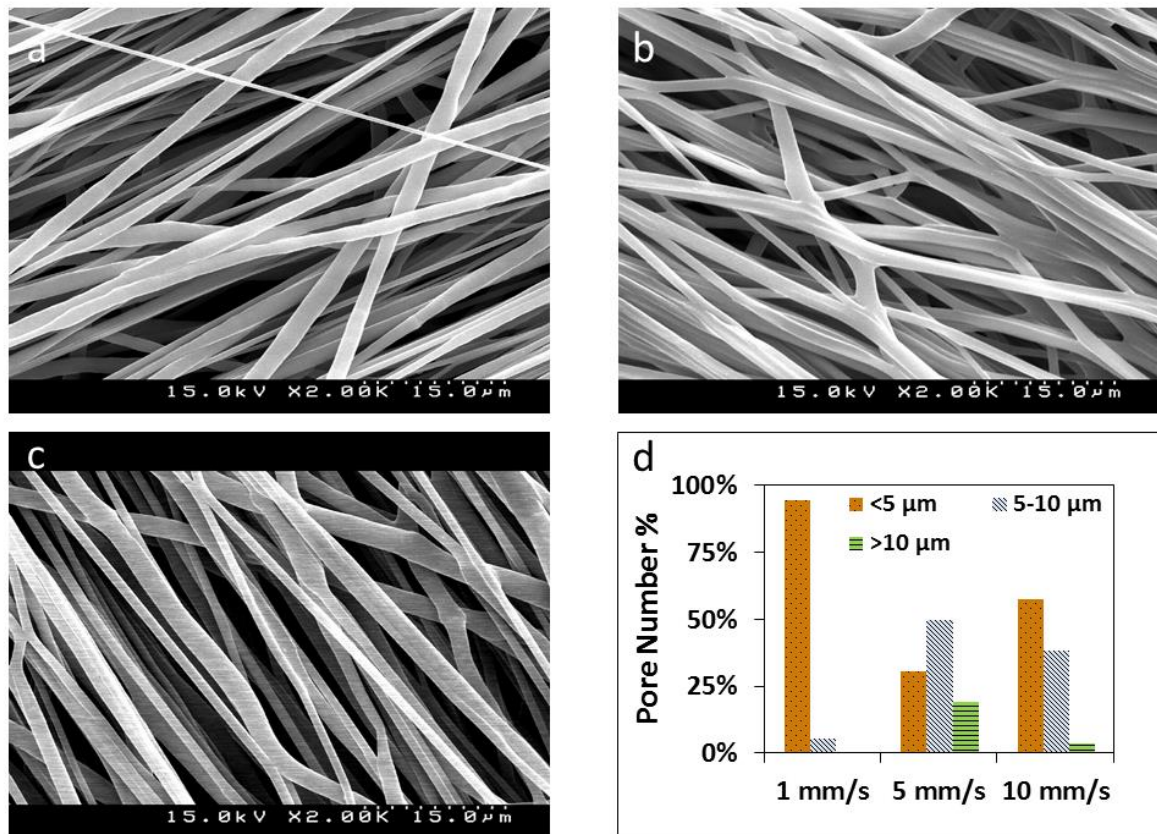 a
15.0kV X2.00K 15.0µm
b
15.0kV X2.00K 15.0µm
c
15.0kV X2.00K 15.0µm
d
100%
75%
50%
25%
0%
Pore Number %
<5 µm
5-10 µm
>10 µm
1 mm/s 5 mm/s 10 mm/s